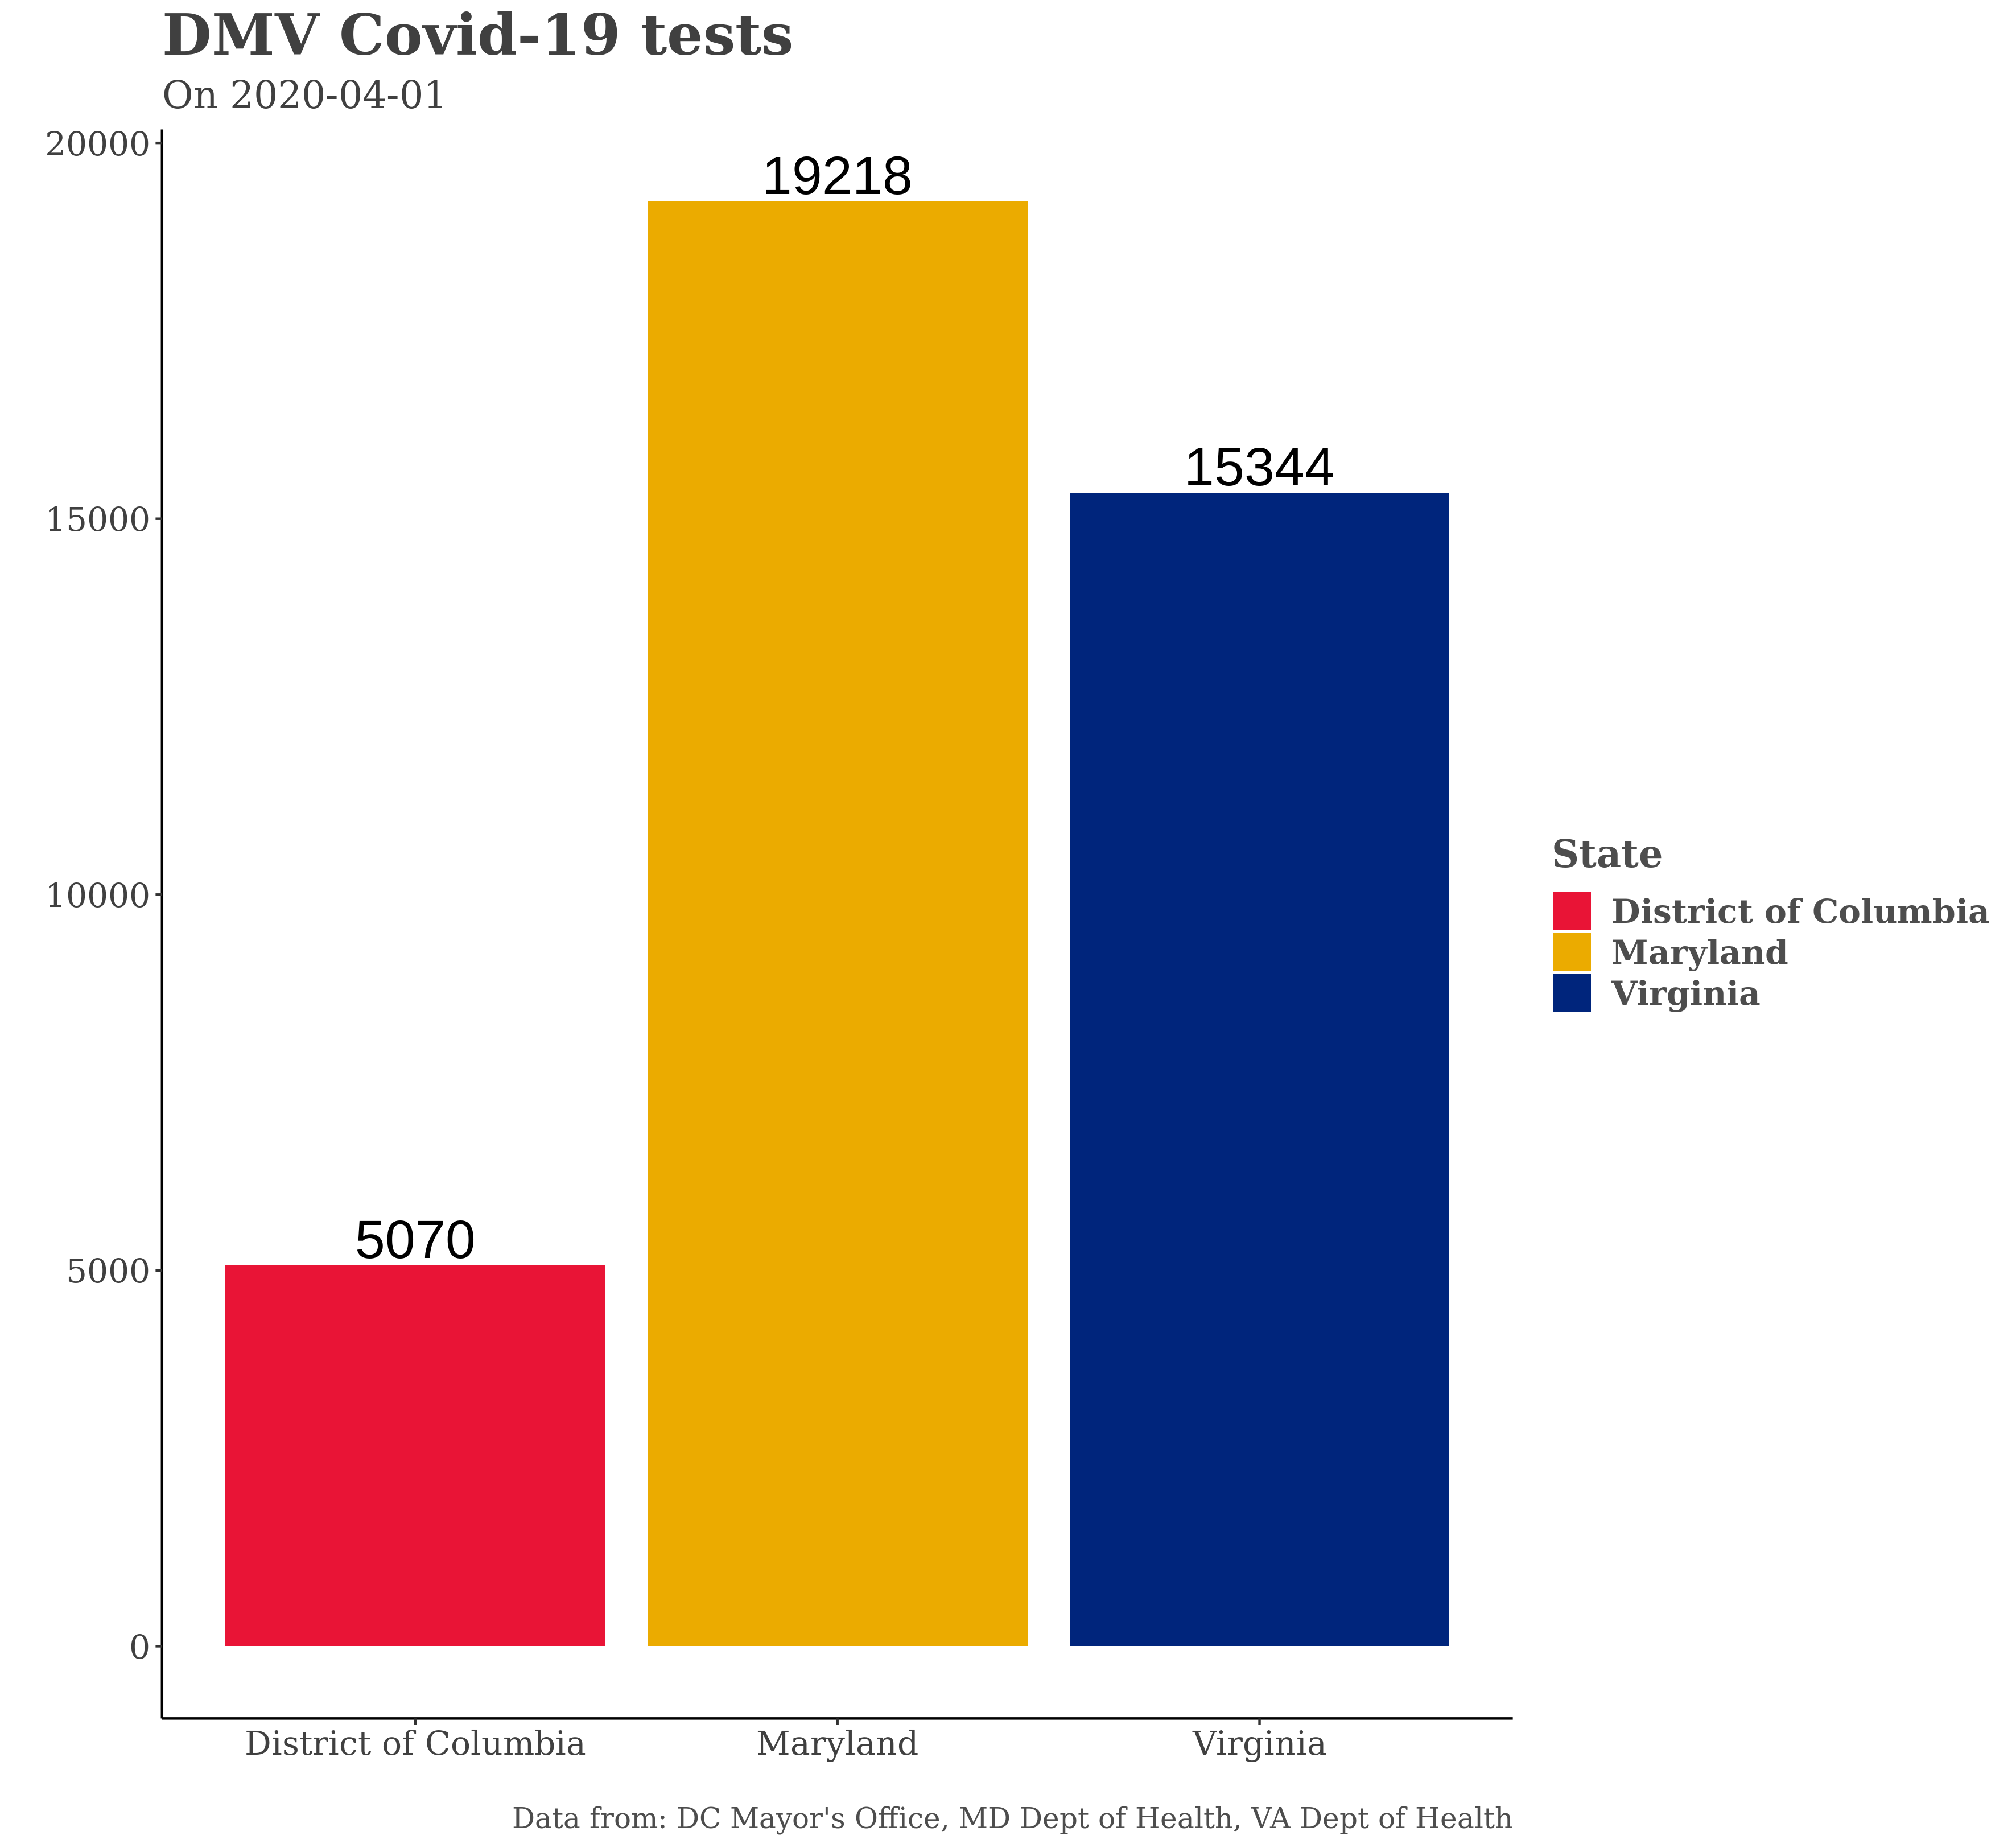 DMV Covid-19 tests
On 2020-04-01
20000
15000
10000
5000
0
19218
15344
5070
State
District of Columbia
Maryland
Virginia
District of Columbia
Maryland
Virginia
Data from: DC Mayor's Office, MD Dept of Health, VA Dept of Health